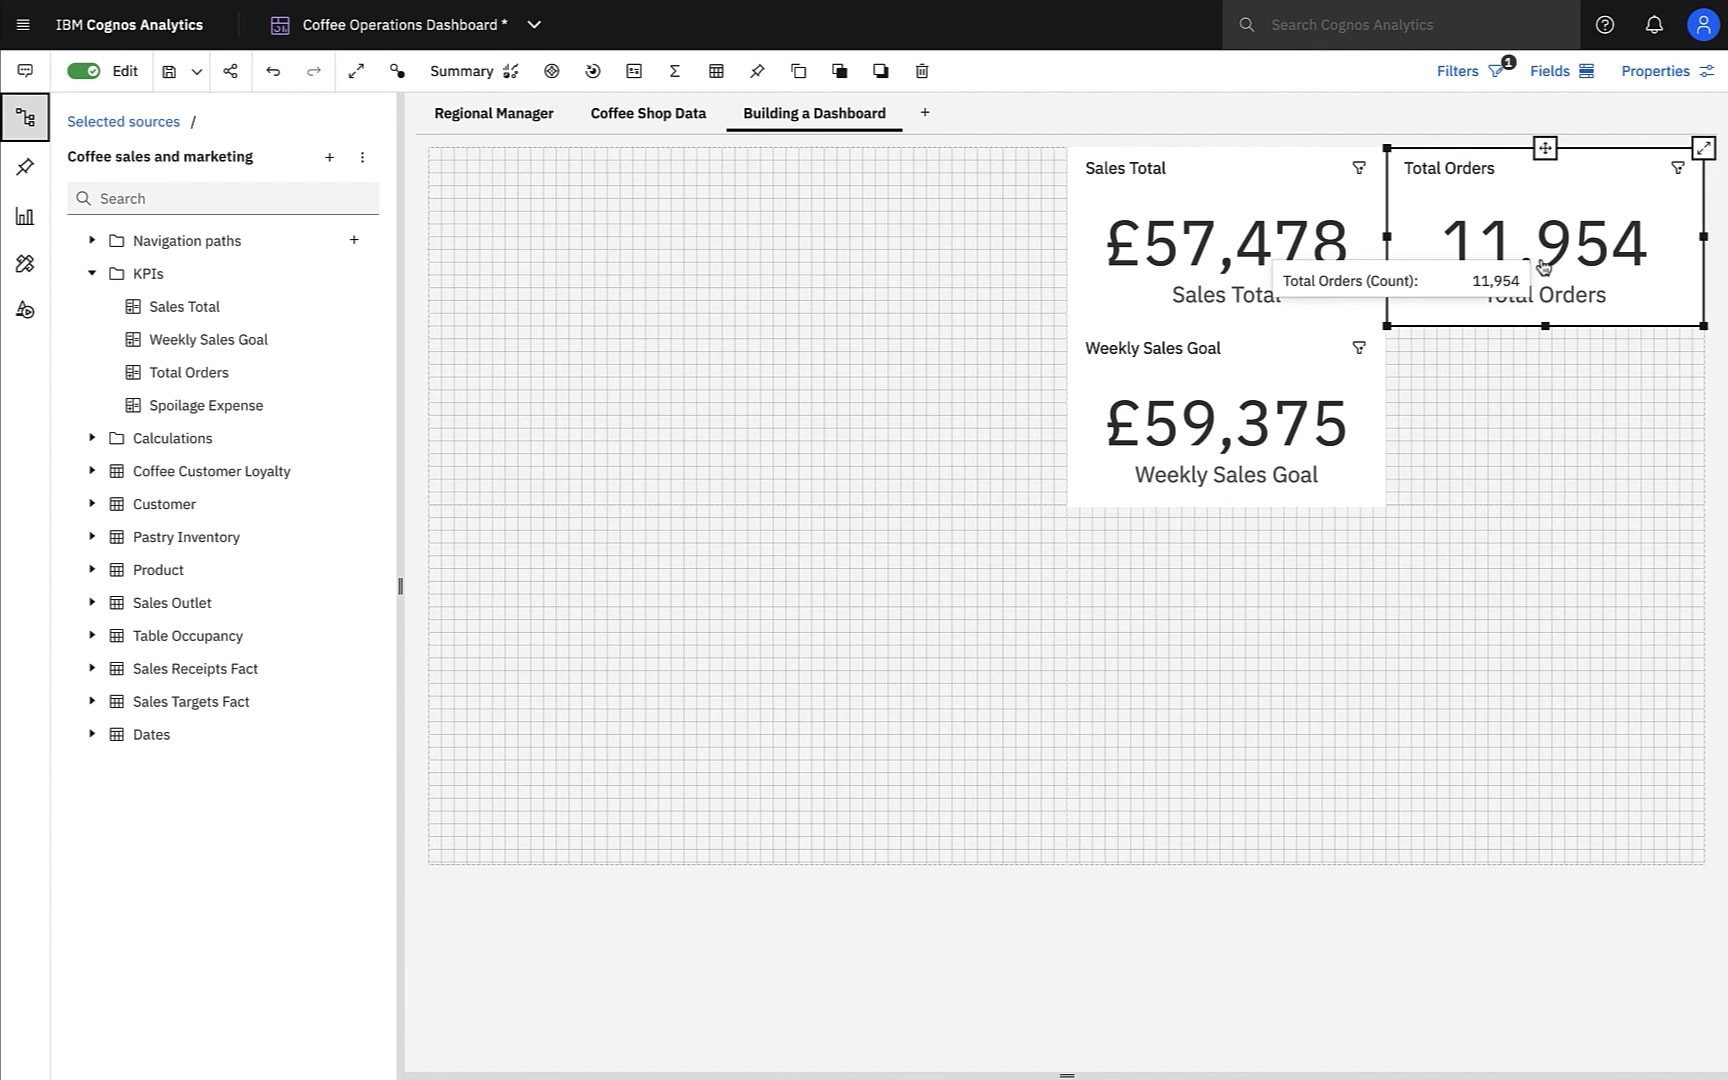 IBM Cognos Analytics
Coffee Operations Dashboard *
Search Cognos Analytics
Edit
Summary
Filters
1
Fields
Properties
Selected sources /
Coffee sales and marketing
Search
Navigation paths
KPIs
Sales Total
Weekly Sales Goal
Total Orders
Spoilage Expense
Calculations
Coffee Customer Loyalty
Customer
Pastry Inventory
Product
Sales Outlet
Table Occupancy
Sales Receipts Fact
Sales Targets Fact
Dates
Regional Manager
Coffee Shop Data
Building a Dashboard
Sales Total
£57,478
Sales Total
Total Orders
11,954
Total Orders (Count): 11,954
Total Orders
Weekly Sales Goal
£59,375
Weekly Sales Goal